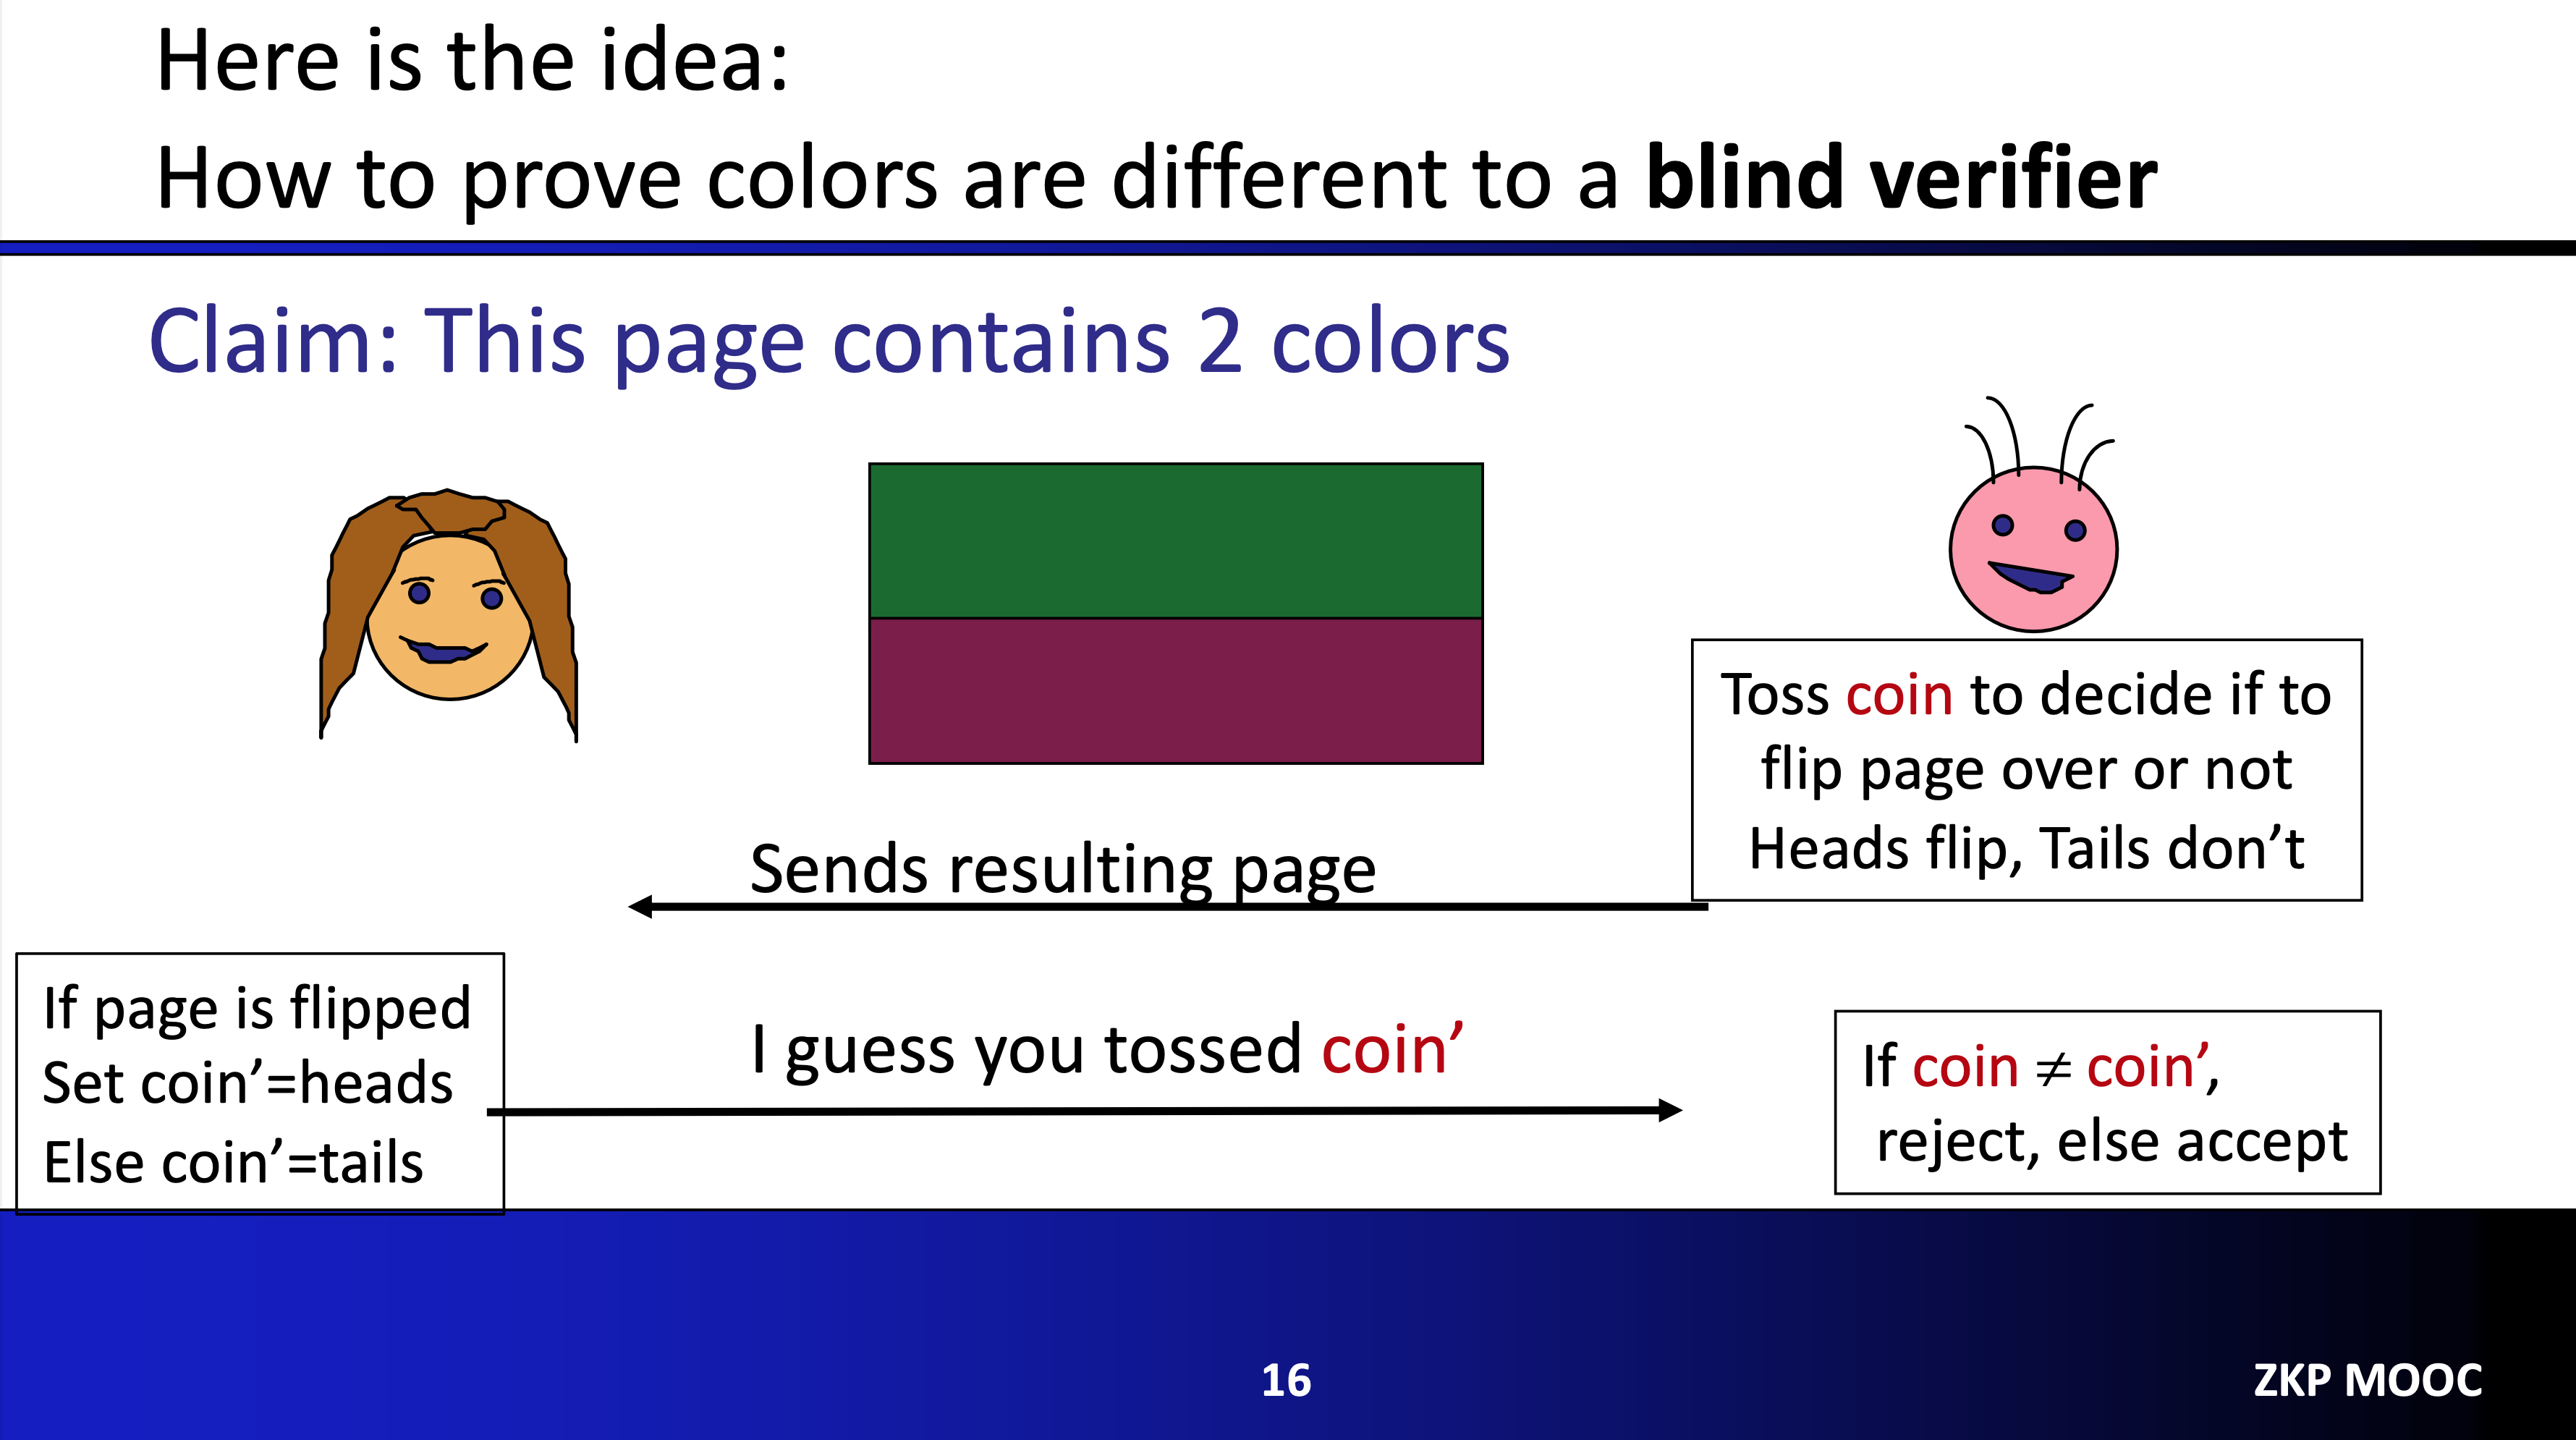 Here is the idea:
How to prove colors are different to a blind verifier
Claim: This page contains 2 colors
Toss coin to decide if to
flip page over or not
Heads flip, Tails don’t
Sends resulting page
If page is flipped
Set coin’=heads
Else coin’=tails
I guess you tossed coin’
If coin ≠ coin’,
reject, else accept
16
ZKP MOOC